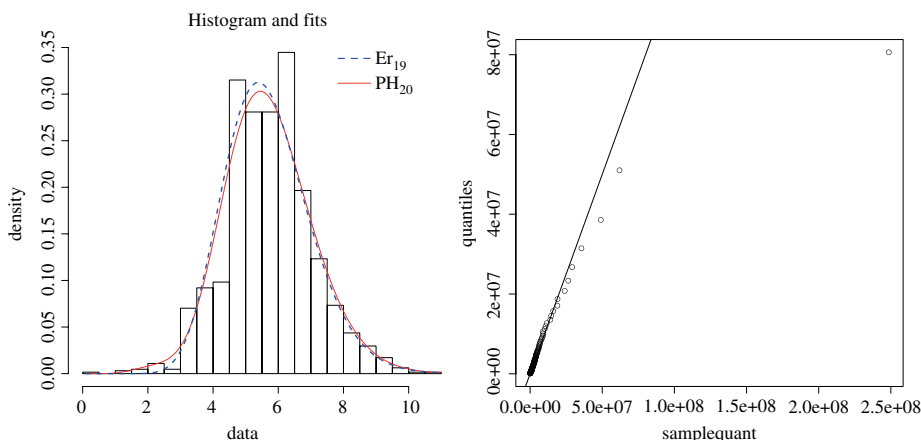 Histogram and fits
Er19
PH20
0.35
0.30
0.25
0.20
0.15
0.10
0.05
0.00
density
0 2 4 6 8 10
data
8e+07
6e+07
4e+07
2e+07
0e+00
quantiles
0.0e+00 5.0e+07 1.0e+08 1.5e+08 2.0e+08 2.5e+08
samplequant